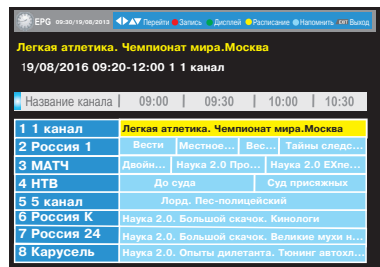 EPG 09:30/19/08/2013 Перейти Запись Дисплей Расписание Напомнить EXIT Выход
Легкая атлетика. Чемпионат мира.Москва
19/08/2016 09:20-12:00 1 1 канал
Название канала | 09:00 | 09:30 | 10:00 | 10:30
1 1 канал Легкая атлетика. Чемпионат мира.Москва
2 Россия 1 Вести Местное... Вес... Тайны следс...
3 МАТЧ Двойн... Наука 2.0 Про... Наука 2.0 EXпе...
4 НТВ До суда Суд присяжных
5 5 канал Лорд. Пес-полицейский
6 Россия К Наука 2.0. Большой скачок. Кинологи
7 Россия 24 Наука 2.0. Большой скачок. Великие мухи н...
8 Карусель Наука 2.0. Опыты дилетанта. Тюнинг автохл...